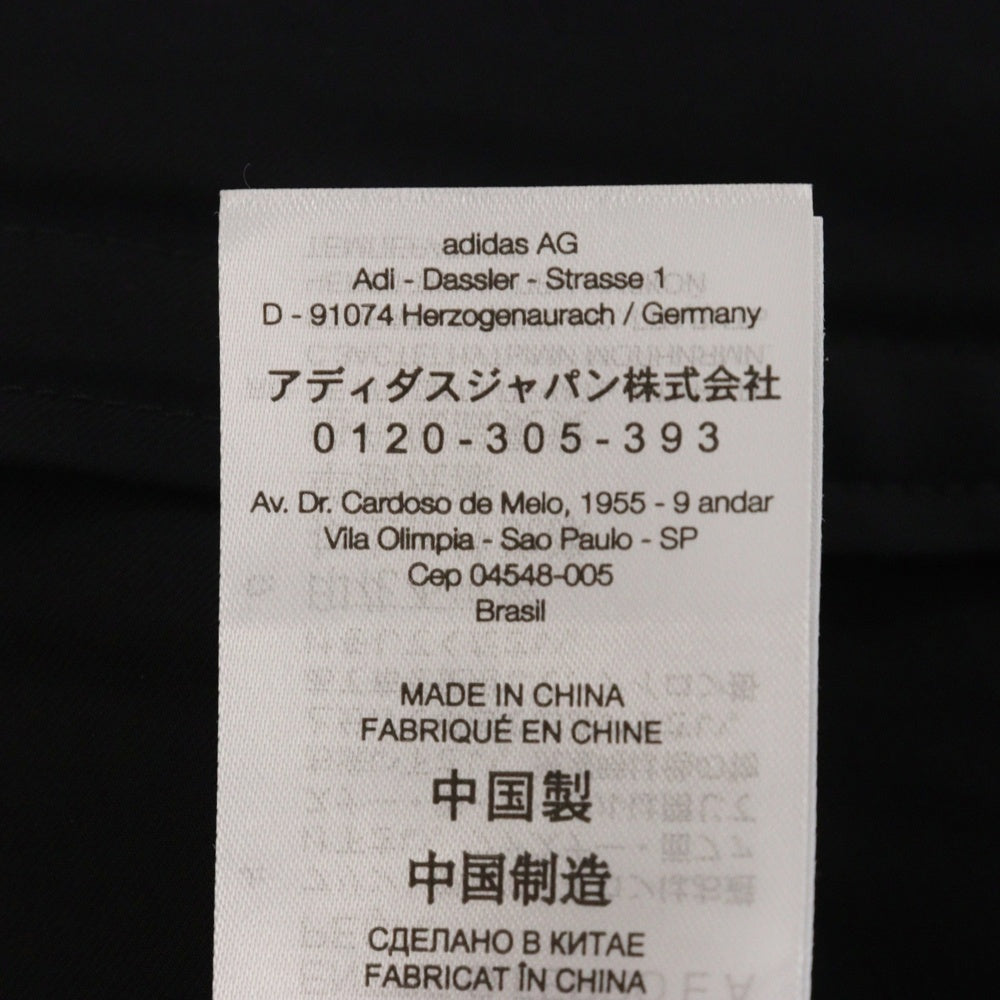 adidas AG
Adi - Dassler - Strasse 1
D - 91074 Herzogenaurach / Germany
アディダスジャパン株式会社
0120-305-393
Av. Dr. Cardoso de Melo, 1955 - 9 andar
Vila Olimpia - Sao Paulo - SP
Cep 04548-005
Brasil
MADE IN CHINA
FABRIQUÉ EN CHINE
中国製
中国制造
СДЕЛАНО В КИТАЕ
FABRICAT ÎN CHINA